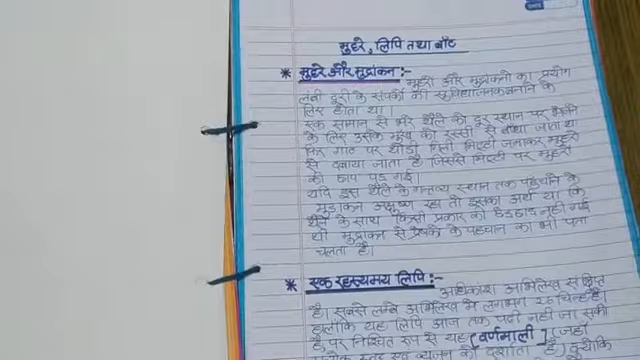 मुहरे, लिपि तथा बाँट
* मुहरे और मुद्रांकन :-
मुहरों और मुद्रांकनों का प्रयोग
लंबी दूरी के संपर्कों को सुविधाजनक बनाने के
लिए होता था।
एक सामान से भरे थैले को दूर स्थान पर भेजने
के लिए उसके मुख को रस्सी से बाँधा जाता था
फिर गाँठ पर थोड़ी गिली मिट्टी जमाकर मुहरों
से दबाया जाता है जिससे मिट्टी पर मुहरों
की छाप पड़ गई।
यदि इस थैले के गन्तव्य स्थान तक पहुँचने के
मुद्रांकन अक्षुण्ण रहा तो इसका अर्थ था कि
थैले के साथ किसी प्रकार की छेड़छाड़ नहीं गई
थी मुद्रांकन से प्रेषक के पहचान का भी पता
चलता है।
* एक रहस्यमय लिपि :-
अधिकांश अभिलेख संक्षिप्त
है। सबसे लम्बे अभिलेख में लगभग 26 चिन्ह है।
हालाँकि यह लिपि आज तक पढ़ी नहीं जा सकी
है, पर निश्चित रूप से यह [वर्णमाली] (जहाँ
को दर्शाता है) क्योंकि